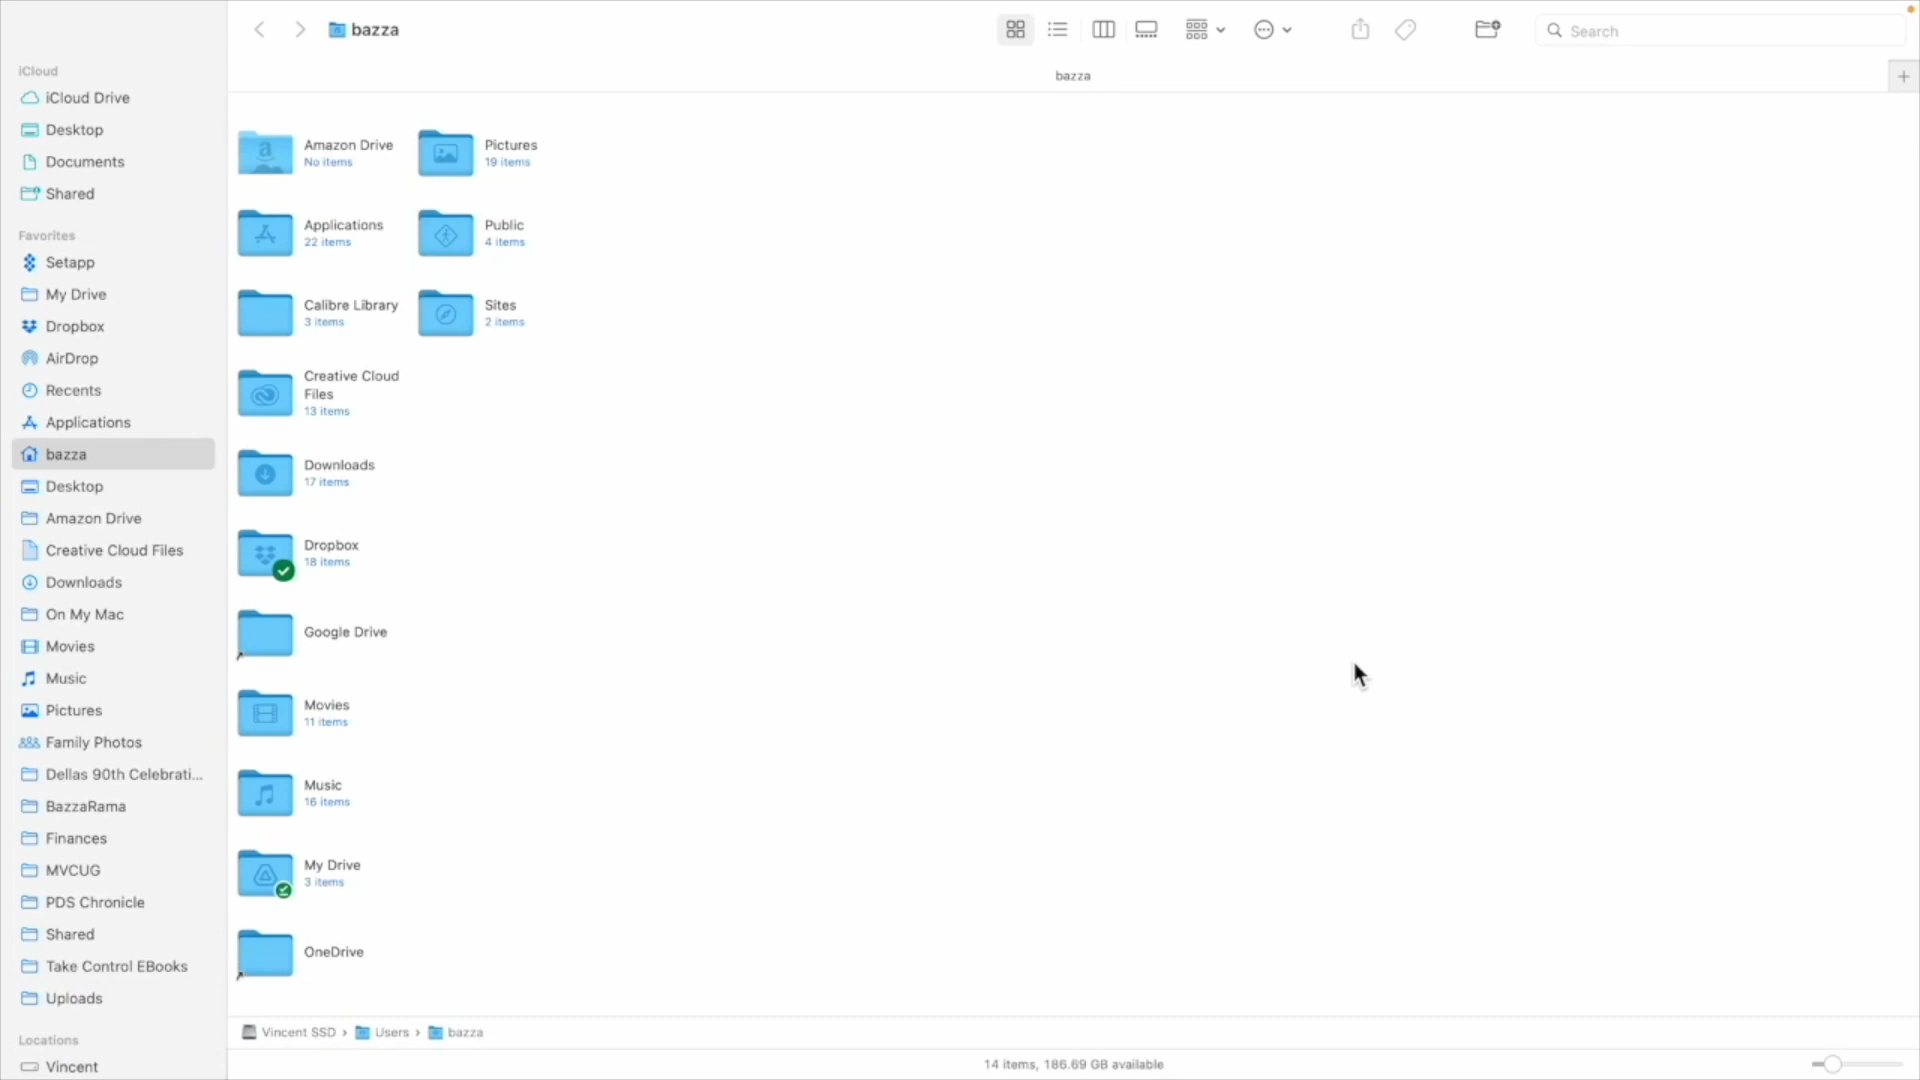 bazza
Search
bazza
iCloud
iCloud Drive
Desktop
Documents
Shared
Favorites
Setapp
My Drive
Dropbox
AirDrop
Recents
Applications
bazza
Desktop
Amazon Drive
Creative Cloud Files
Downloads
On My Mac
Movies
Music
Pictures
Family Photos
Dellas 90th Celebrati...
BazzaRama
Finances
MVCUG
PDS Chronicle
Shared
Take Control EBooks
Uploads
Locations
Vincent
Amazon Drive
No items
Applications
22 items
Calibre Library
3 items
Creative Cloud
Files
13 items
Downloads
17 items
Dropbox
18 items
Google Drive
Movies
11 items
Music
16 items
My Drive
3 items
OneDrive
Pictures
19 items
Public
4 items
Sites
2 items
Vincent SSD › Users › bazza
14 items, 186.69 GB available